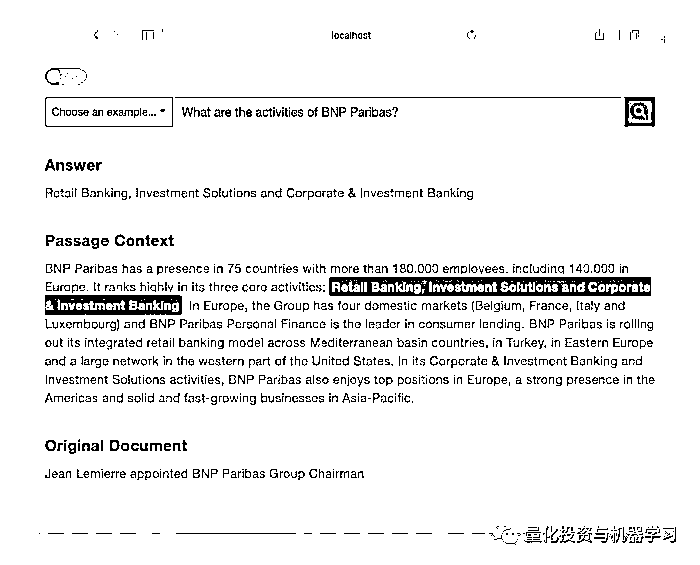 localhost
Choose an example... What are the activities of BNP Paribas?
Answer
Retail Banking, Investment Solutions and Corporate & Investment Banking
Passage Context
BNP Paribas has a presence in 75 countries with more than 180.000 employees, including 140.000 in
Europe. It ranks highly in its three core activities: Retail Banking, Investment Solutions and Corporate
& Investment Banking In Europe, the Group has four domestic markets (Belgium, France, Italy and
Luxembourg) and BNP Paribas Personal Finance is the leader in consumer lending. BNP Paribas is rolling
out its integrated retail banking model across Mediterranean basin countries, in Turkey, in Eastern Europe
and a large network in the western part of the United States. In its Corporate & Investment Banking and
Investment Solutions activities, BNP Paribas also enjoys top positions in Europe, a strong presence in the
Americas and solid and fast-growing businesses in Asia-Pacific.
Original Document
Jean Lemierre appointed BNP Paribas Group Chairman
量化投资与机器学习